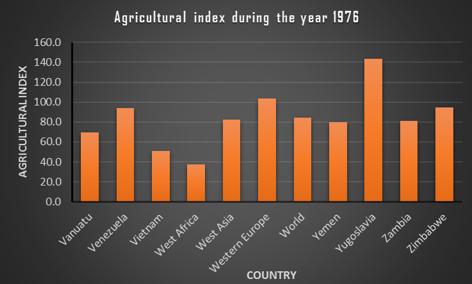 Agricultural index during the year 1976
AGRICULTURAL INDEX
160.0
140.0
120.0
100.0
80.0
60.0
40.0
20.0
0.0
Vanuatu
Venezuela
Vietnam
West Africa
West Asia
Western Europe
World
Yemen
Yugoslavia
Zambia
Zimbabwe
COUNTRY